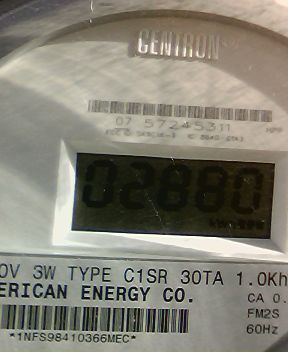 CENTRON
07 57245311
02880
0V 3W TYPE C1SR 30TA 1.0Kh
ERICAN ENERGY CO.
CA 0.
FM2S
60Hz
*1NFS98410366MEC*